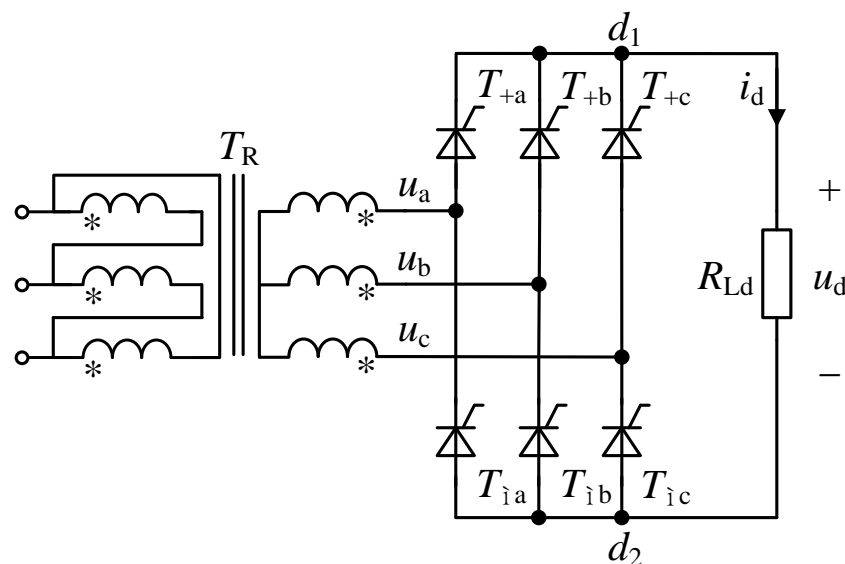 d1
T+a T+b T+c id
TR
ua
+
ub RLd ud
uc
−
* * * * * *
Tìa Tìb Tìc
d2